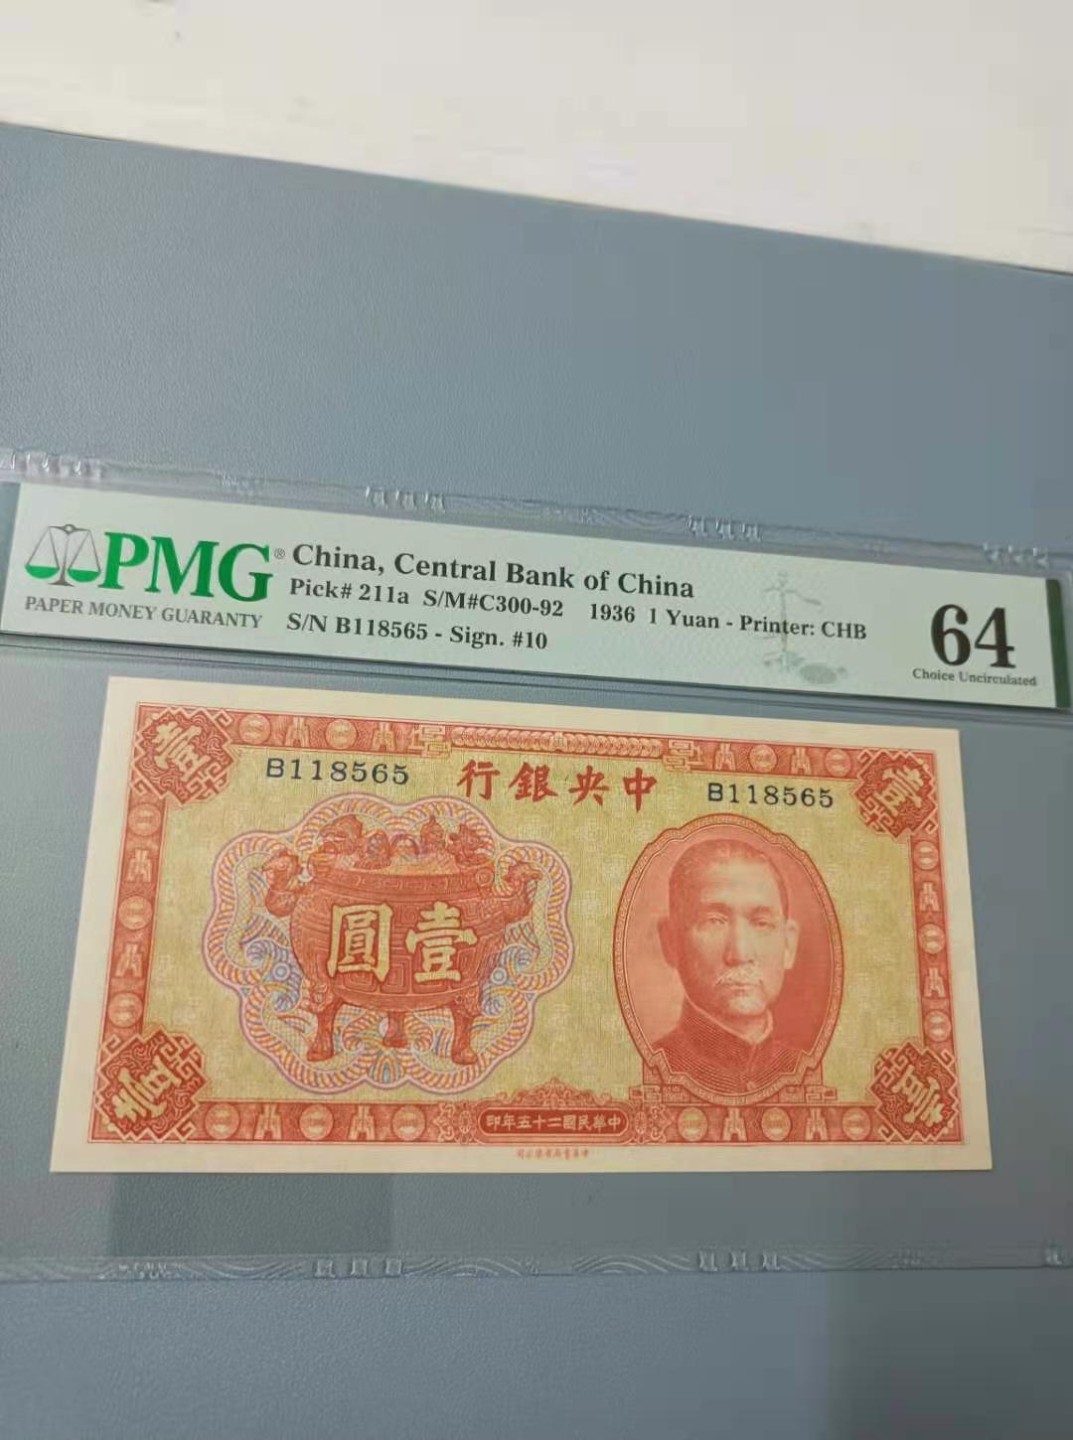 PMG® China, Central Bank of China
PAPER MONEY GUARANTY
Pick# 211a S/M#C300-92 1936 1 Yuan - Printer: CHB
S/N B118565 - Sign. #10
64
Choice Uncirculated
壹 壹
B118565 行銀央中 B118565
圓壹
壹 壹
印年五十二國民華中